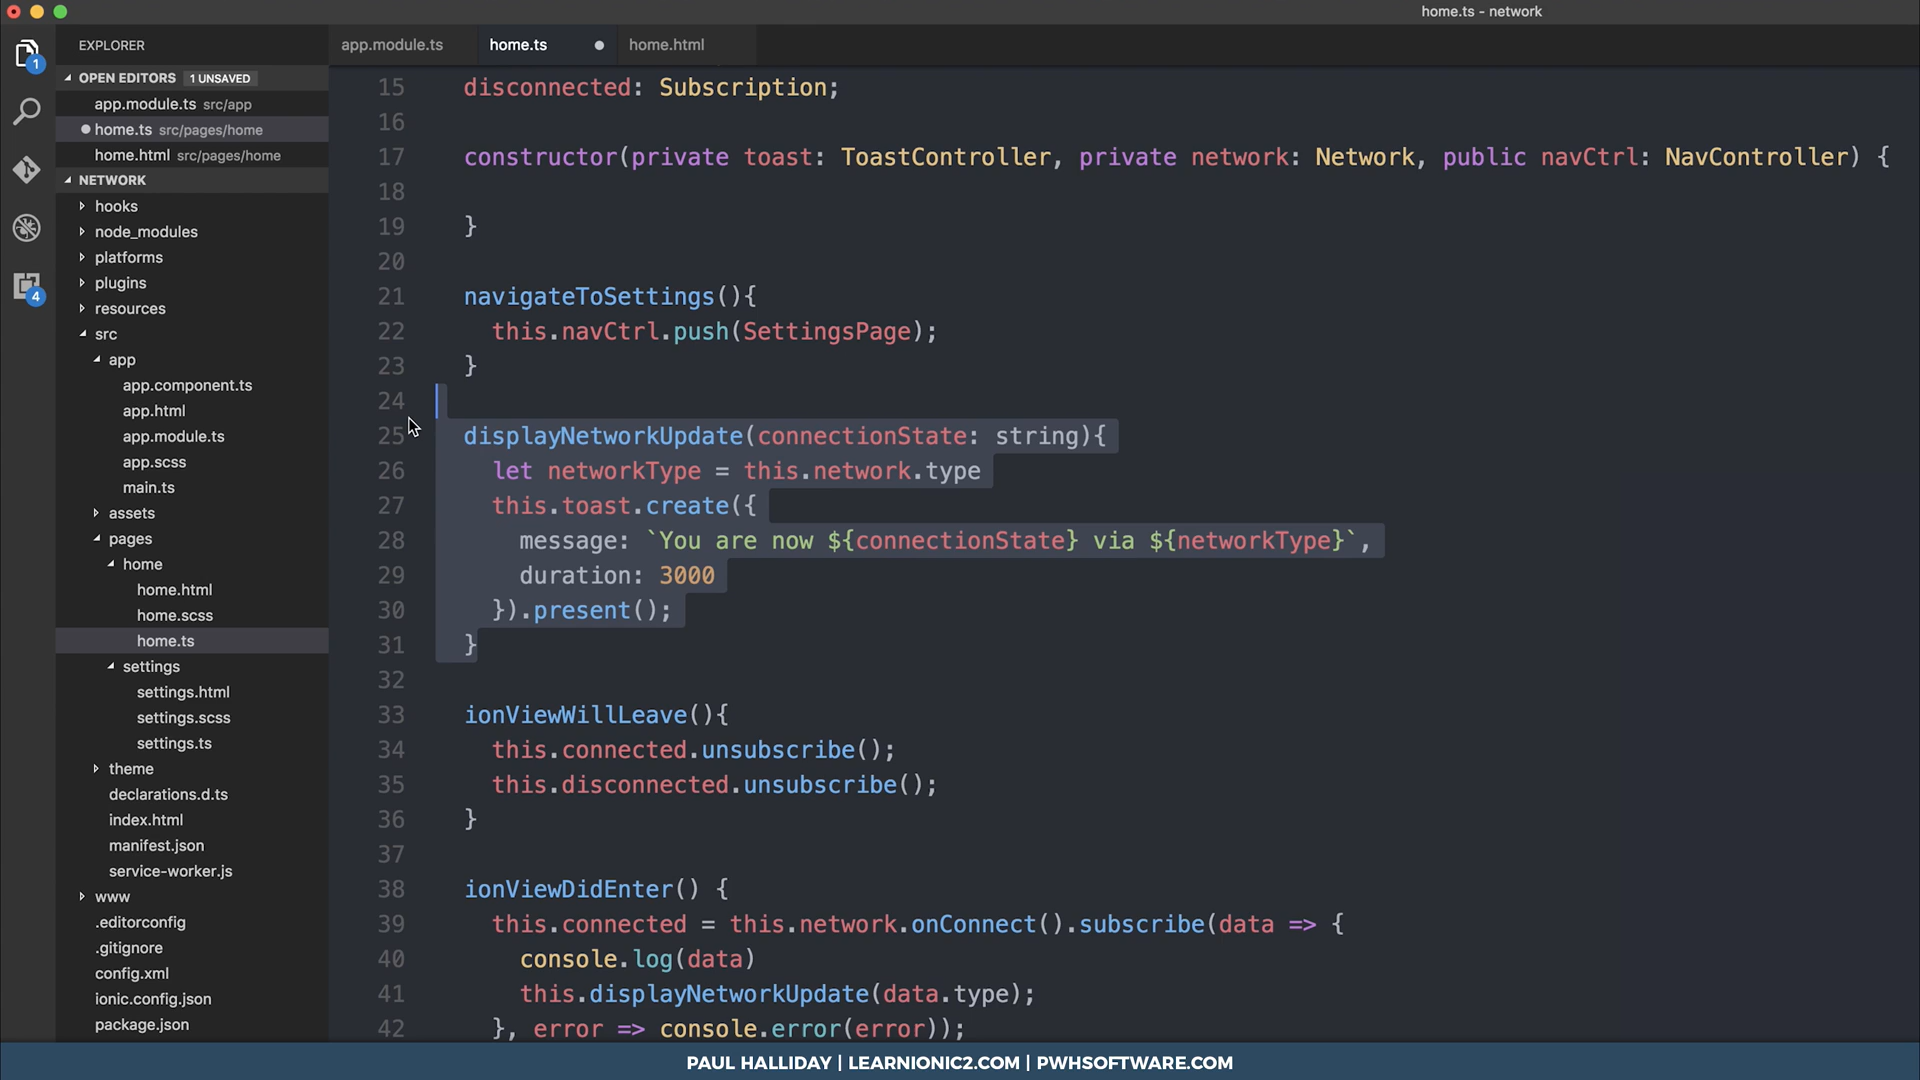 home.ts - network
EXPLORER
app.module.ts
home.ts
home.html
1
OPEN EDITORS 1 UNSAVED
app.module.ts src/app
home.ts src/pages/home
home.html src/pages/home
NETWORK
hooks
node_modules
platforms
plugins
4
resources
src
app
app.component.ts
app.html
app.module.ts
app.scss
main.ts
assets
pages
home
home.html
home.scss
home.ts
settings
settings.html
settings.scss
settings.ts
theme
declarations.d.ts
index.html
manifest.json
service-worker.js
www
.editorconfig
.gitignore
config.xml
ionic.config.json
package.json
15 disconnected: Subscription;
16
17 constructor(private toast: ToastController, private network: Network, public navCtrl: NavController) {
18
19 }
20
21 navigateToSettings(){
22 this.navCtrl.push(SettingsPage);
23 }
24
25 displayNetworkUpdate(connectionState: string){
26 let networkType = this.network.type
27 this.toast.create({
28 message: `You are now ${connectionState} via ${networkType}`,
29 duration: 3000
30 }).present();
31 }
32
33 ionViewWillLeave(){
34 this.connected.unsubscribe();
35 this.disconnected.unsubscribe();
36 }
37
38 ionViewDidEnter() {
39 this.connected = this.network.onConnect().subscribe(data => {
40 console.log(data)
41 this.displayNetworkUpdate(data.type);
42 }, error => console.error(error));
PAUL HALLIDAY | LEARNIONIC2.COM | PWHSOFTWARE.COM